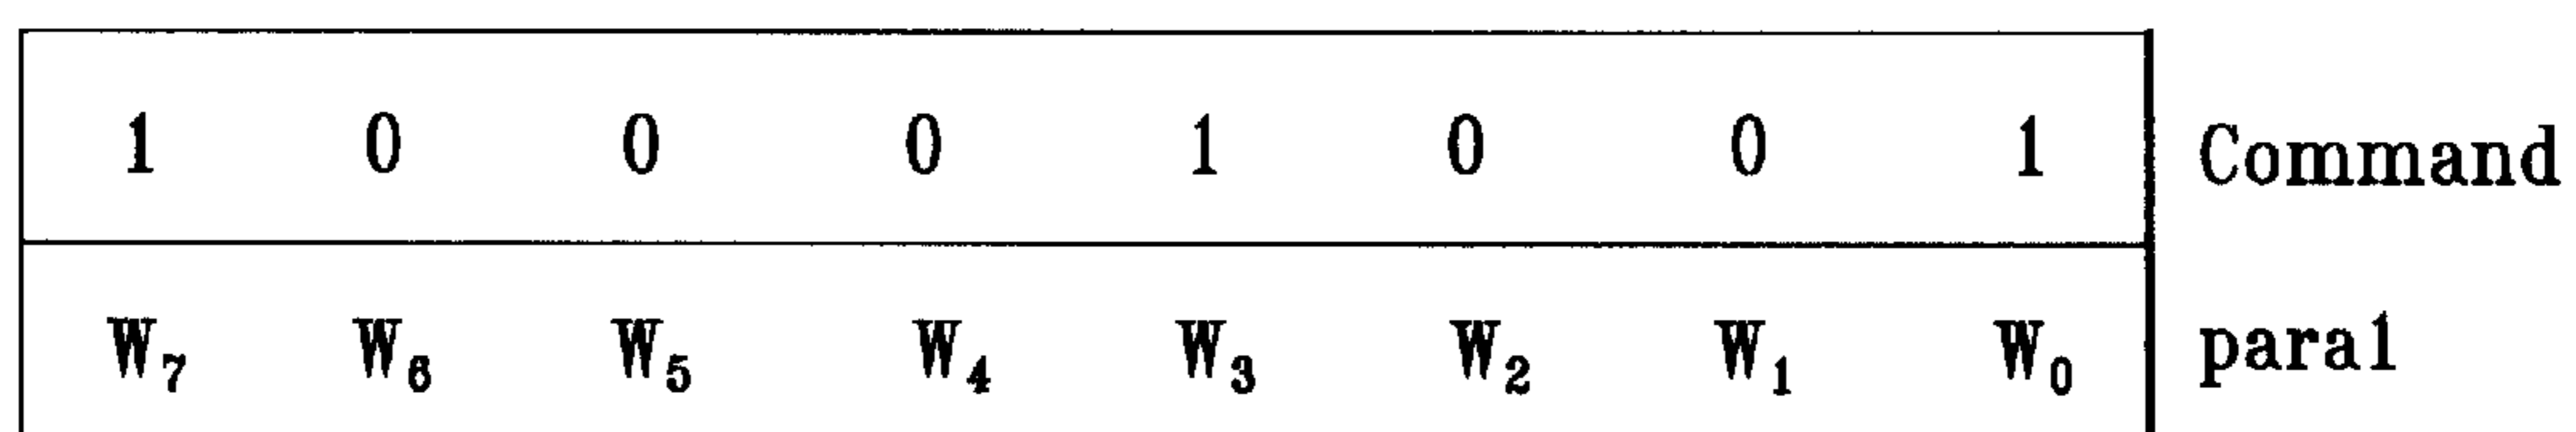 1 0 0 0 1 0 0 1 Command
W₇ W₆ W₅ W₄ W₃ W₂ W₁ W₀ para1